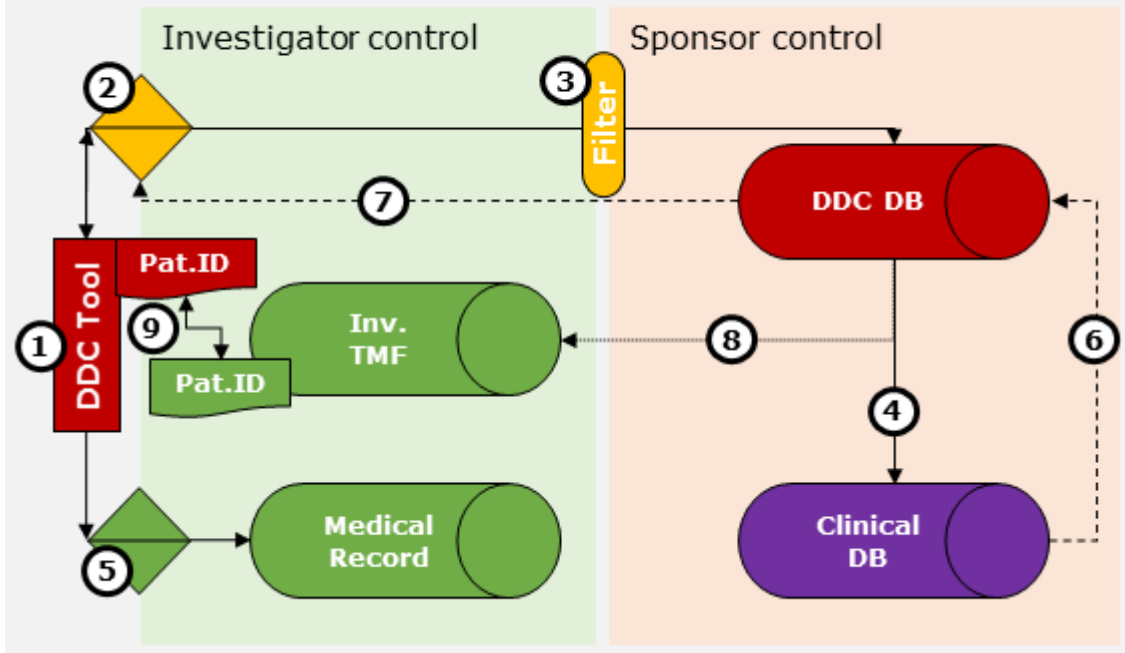 Investigator control
Sponsor control
2
3
Filter
DDC DB
7
Pat.ID
DDC Tool
1
9
Inv.
TMF
8
6
Pat.ID
4
Medical
Record
Clinical
DB
5